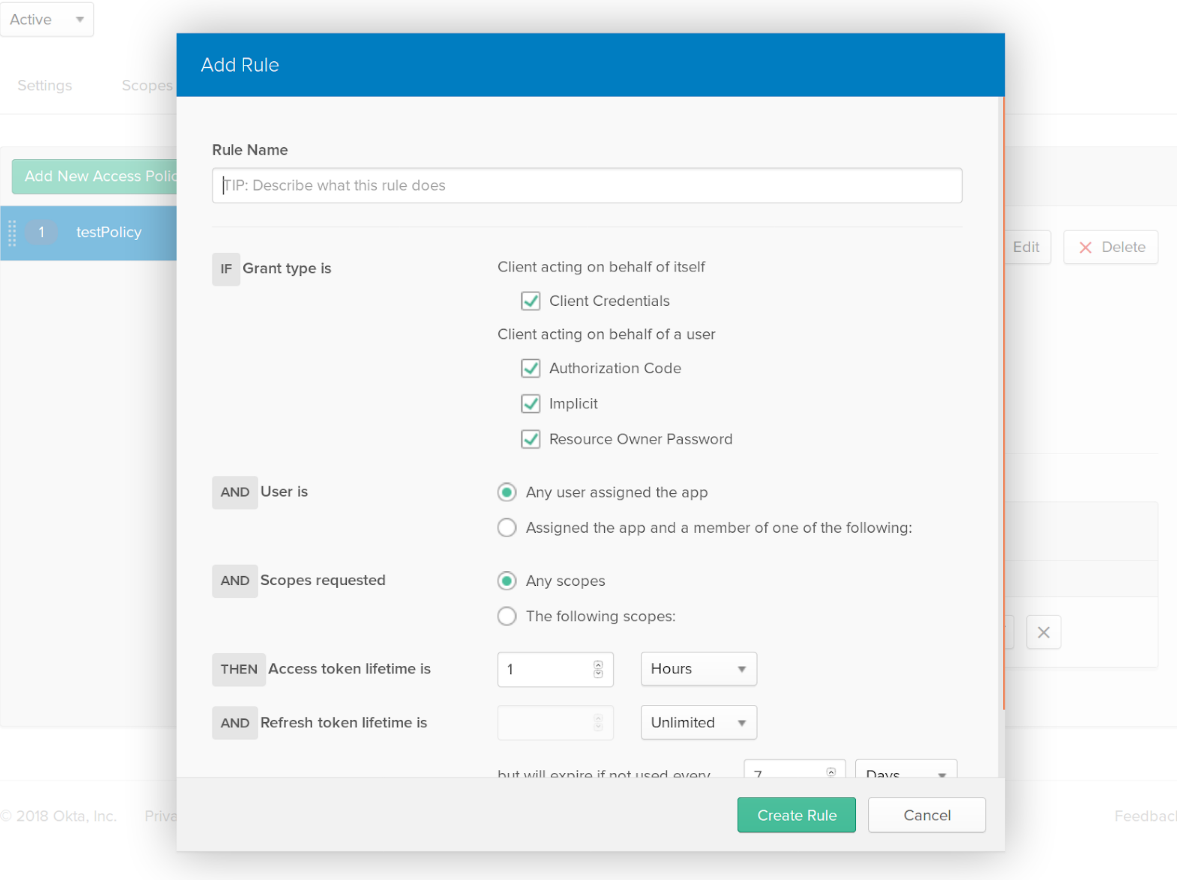 Active
Add Rule
Settings
Scopes
Rule Name
Add New Access Polic
TIP: Describe what this rule does
1 testPolicy
Edit
Delete
IF Grant type is
Client acting on behalf of itself
Client Credentials
Client acting on behalf of a user
Authorization Code
Implicit
Resource Owner Password
AND User is
Any user assigned the app
Assigned the app and a member of one of the following:
AND Scopes requested
Any scopes
The following scopes:
THEN Access token lifetime is
1 Hours
AND Refresh token lifetime is
Unlimited
but will expire if not used every 7 Days
Create Rule
Cancel
© 2018 Okta, Inc.
Priva
Feedback